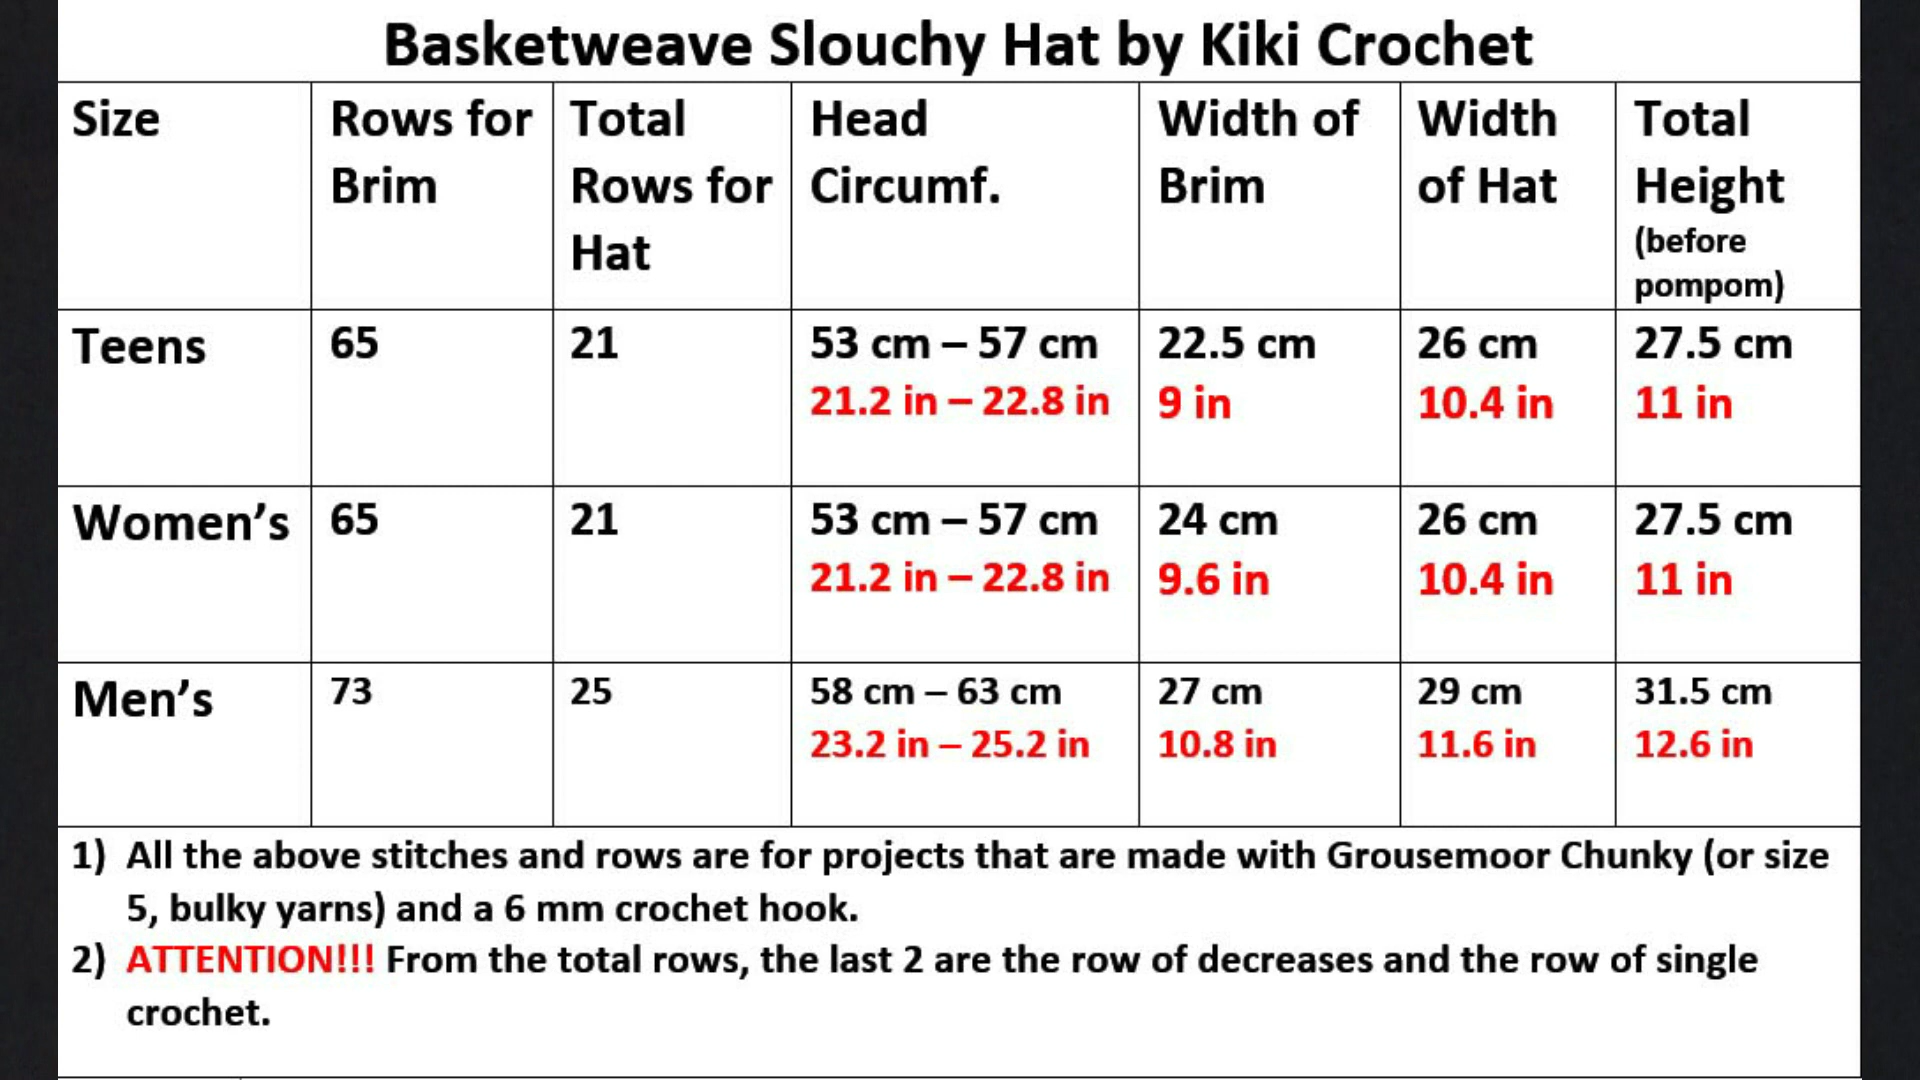 Basketweave Slouchy Hat by Kiki Crochet
Size
Rows for
Brim
Total
Rows for
Hat
Head
Circumf.
Width of
Brim
Width
of Hat
Total
Height
(before
pompom)
Teens
65
21
53 cm – 57 cm
21.2 in – 22.8 in
22.5 cm
9 in
26 cm
10.4 in
27.5 cm
11 in
Women’s
65
21
53 cm – 57 cm
21.2 in – 22.8 in
24 cm
9.6 in
26 cm
10.4 in
27.5 cm
11 in
Men’s
73
25
58 cm – 63 cm
23.2 in – 25.2 in
27 cm
10.8 in
29 cm
11.6 in
31.5 cm
12.6 in
1) All the above stitches and rows are for projects that are made with Grousemoor Chunky (or size
5, bulky yarns) and a 6 mm crochet hook.
2) ATTENTION!!! From the total rows, the last 2 are the row of decreases and the row of single
crochet.